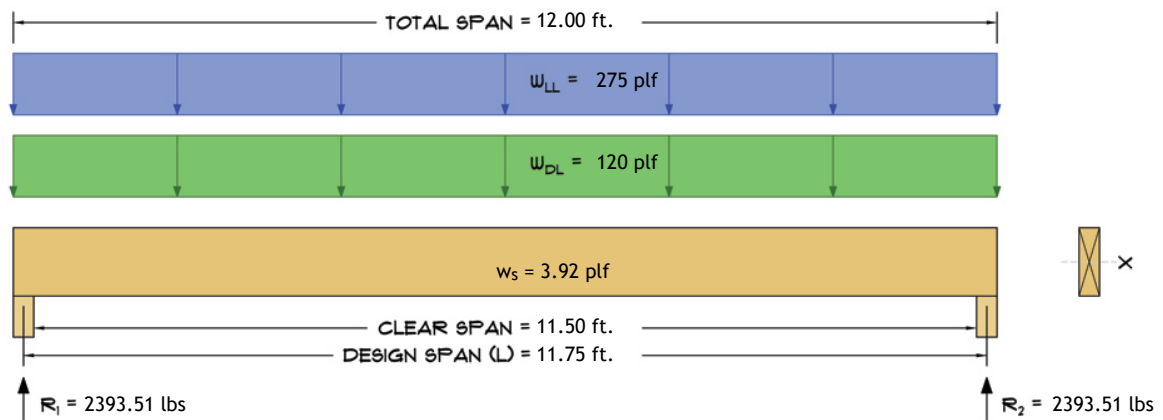 TOTAL SPAN = 12.00 ft.
WLL = 275 plf
WDL = 120 plf
ws = 3.92 plf
X
CLEAR SPAN = 11.50 ft.
DESIGN SPAN (L) = 11.75 ft.
R1 = 2393.51 lbs
R2 = 2393.51 lbs